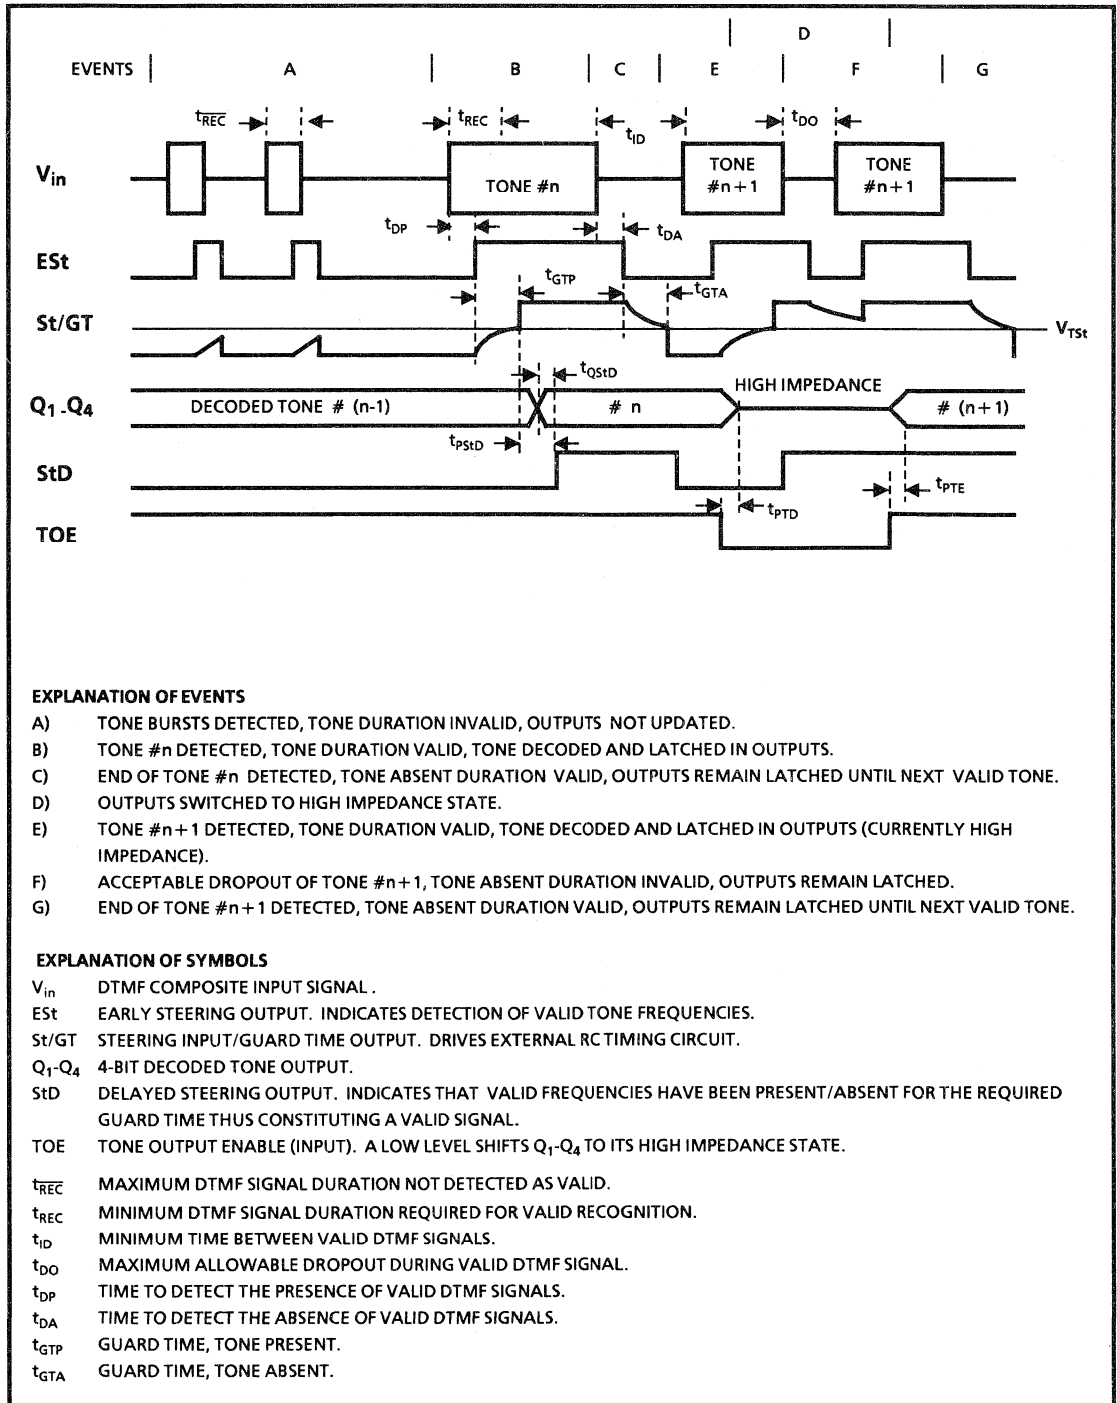 D
EVENTS | A | B | C | E | F | G
tREC tREC tID tDO
Vin TONE #n TONE #n+1 TONE #n+1
tDP tDA
ESt
tGTP tGTA
St/GT VTSt
tQStD
HIGH IMPEDANCE
Q1-Q4 DECODED TONE # (n-1) # n # (n+1)
tPStD
StD
tPTE
tPTD
TOE
EXPLANATION OF EVENTS
A) TONE BURSTS DETECTED, TONE DURATION INVALID, OUTPUTS NOT UPDATED.
B) TONE #n DETECTED, TONE DURATION VALID, TONE DECODED AND LATCHED IN OUTPUTS.
C) END OF TONE #n DETECTED, TONE ABSENT DURATION VALID, OUTPUTS REMAIN LATCHED UNTIL NEXT VALID TONE.
D) OUTPUTS SWITCHED TO HIGH IMPEDANCE STATE.
E) TONE #n+1 DETECTED, TONE DURATION VALID, TONE DECODED AND LATCHED IN OUTPUTS (CURRENTLY HIGH
IMPEDANCE).
F) ACCEPTABLE DROPOUT OF TONE #n+1, TONE ABSENT DURATION INVALID, OUTPUTS REMAIN LATCHED.
G) END OF TONE #n+1 DETECTED, TONE ABSENT DURATION VALID, OUTPUTS REMAIN LATCHED UNTIL NEXT VALID TONE.
EXPLANATION OF SYMBOLS
Vin DTMF COMPOSITE INPUT SIGNAL.
ESt EARLY STEERING OUTPUT. INDICATES DETECTION OF VALID TONE FREQUENCIES.
St/GT STEERING INPUT/GUARD TIME OUTPUT. DRIVES EXTERNAL RC TIMING CIRCUIT.
Q1-Q4 4-BIT DECODED TONE OUTPUT.
StD DELAYED STEERING OUTPUT. INDICATES THAT VALID FREQUENCIES HAVE BEEN PRESENT/ABSENT FOR THE REQUIRED
GUARD TIME THUS CONSTITUTING A VALID SIGNAL.
TOE TONE OUTPUT ENABLE (INPUT). A LOW LEVEL SHIFTS Q1-Q4 TO ITS HIGH IMPEDANCE STATE.
tREC MAXIMUM DTMF SIGNAL DURATION NOT DETECTED AS VALID.
tREC MINIMUM DTMF SIGNAL DURATION REQUIRED FOR VALID RECOGNITION.
tID MINIMUM TIME BETWEEN VALID DTMF SIGNALS.
tDO MAXIMUM ALLOWABLE DROPOUT DURING VALID DTMF SIGNAL.
tDP TIME TO DETECT THE PRESENCE OF VALID DTMF SIGNALS.
tDA TIME TO DETECT THE ABSENCE OF VALID DTMF SIGNALS.
tGTP GUARD TIME, TONE PRESENT.
tGTA GUARD TIME, TONE ABSENT.